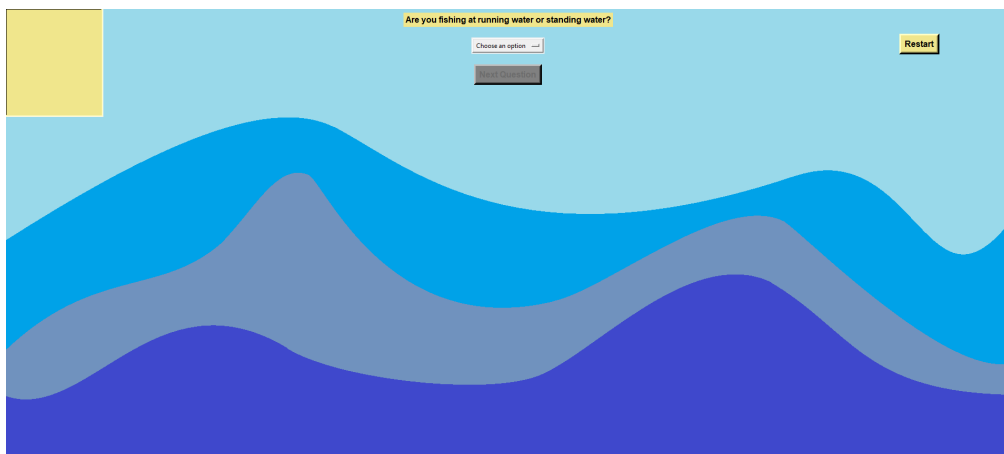 Are you fishing at running water or standing water?
Choose an option
Restart
Next Question